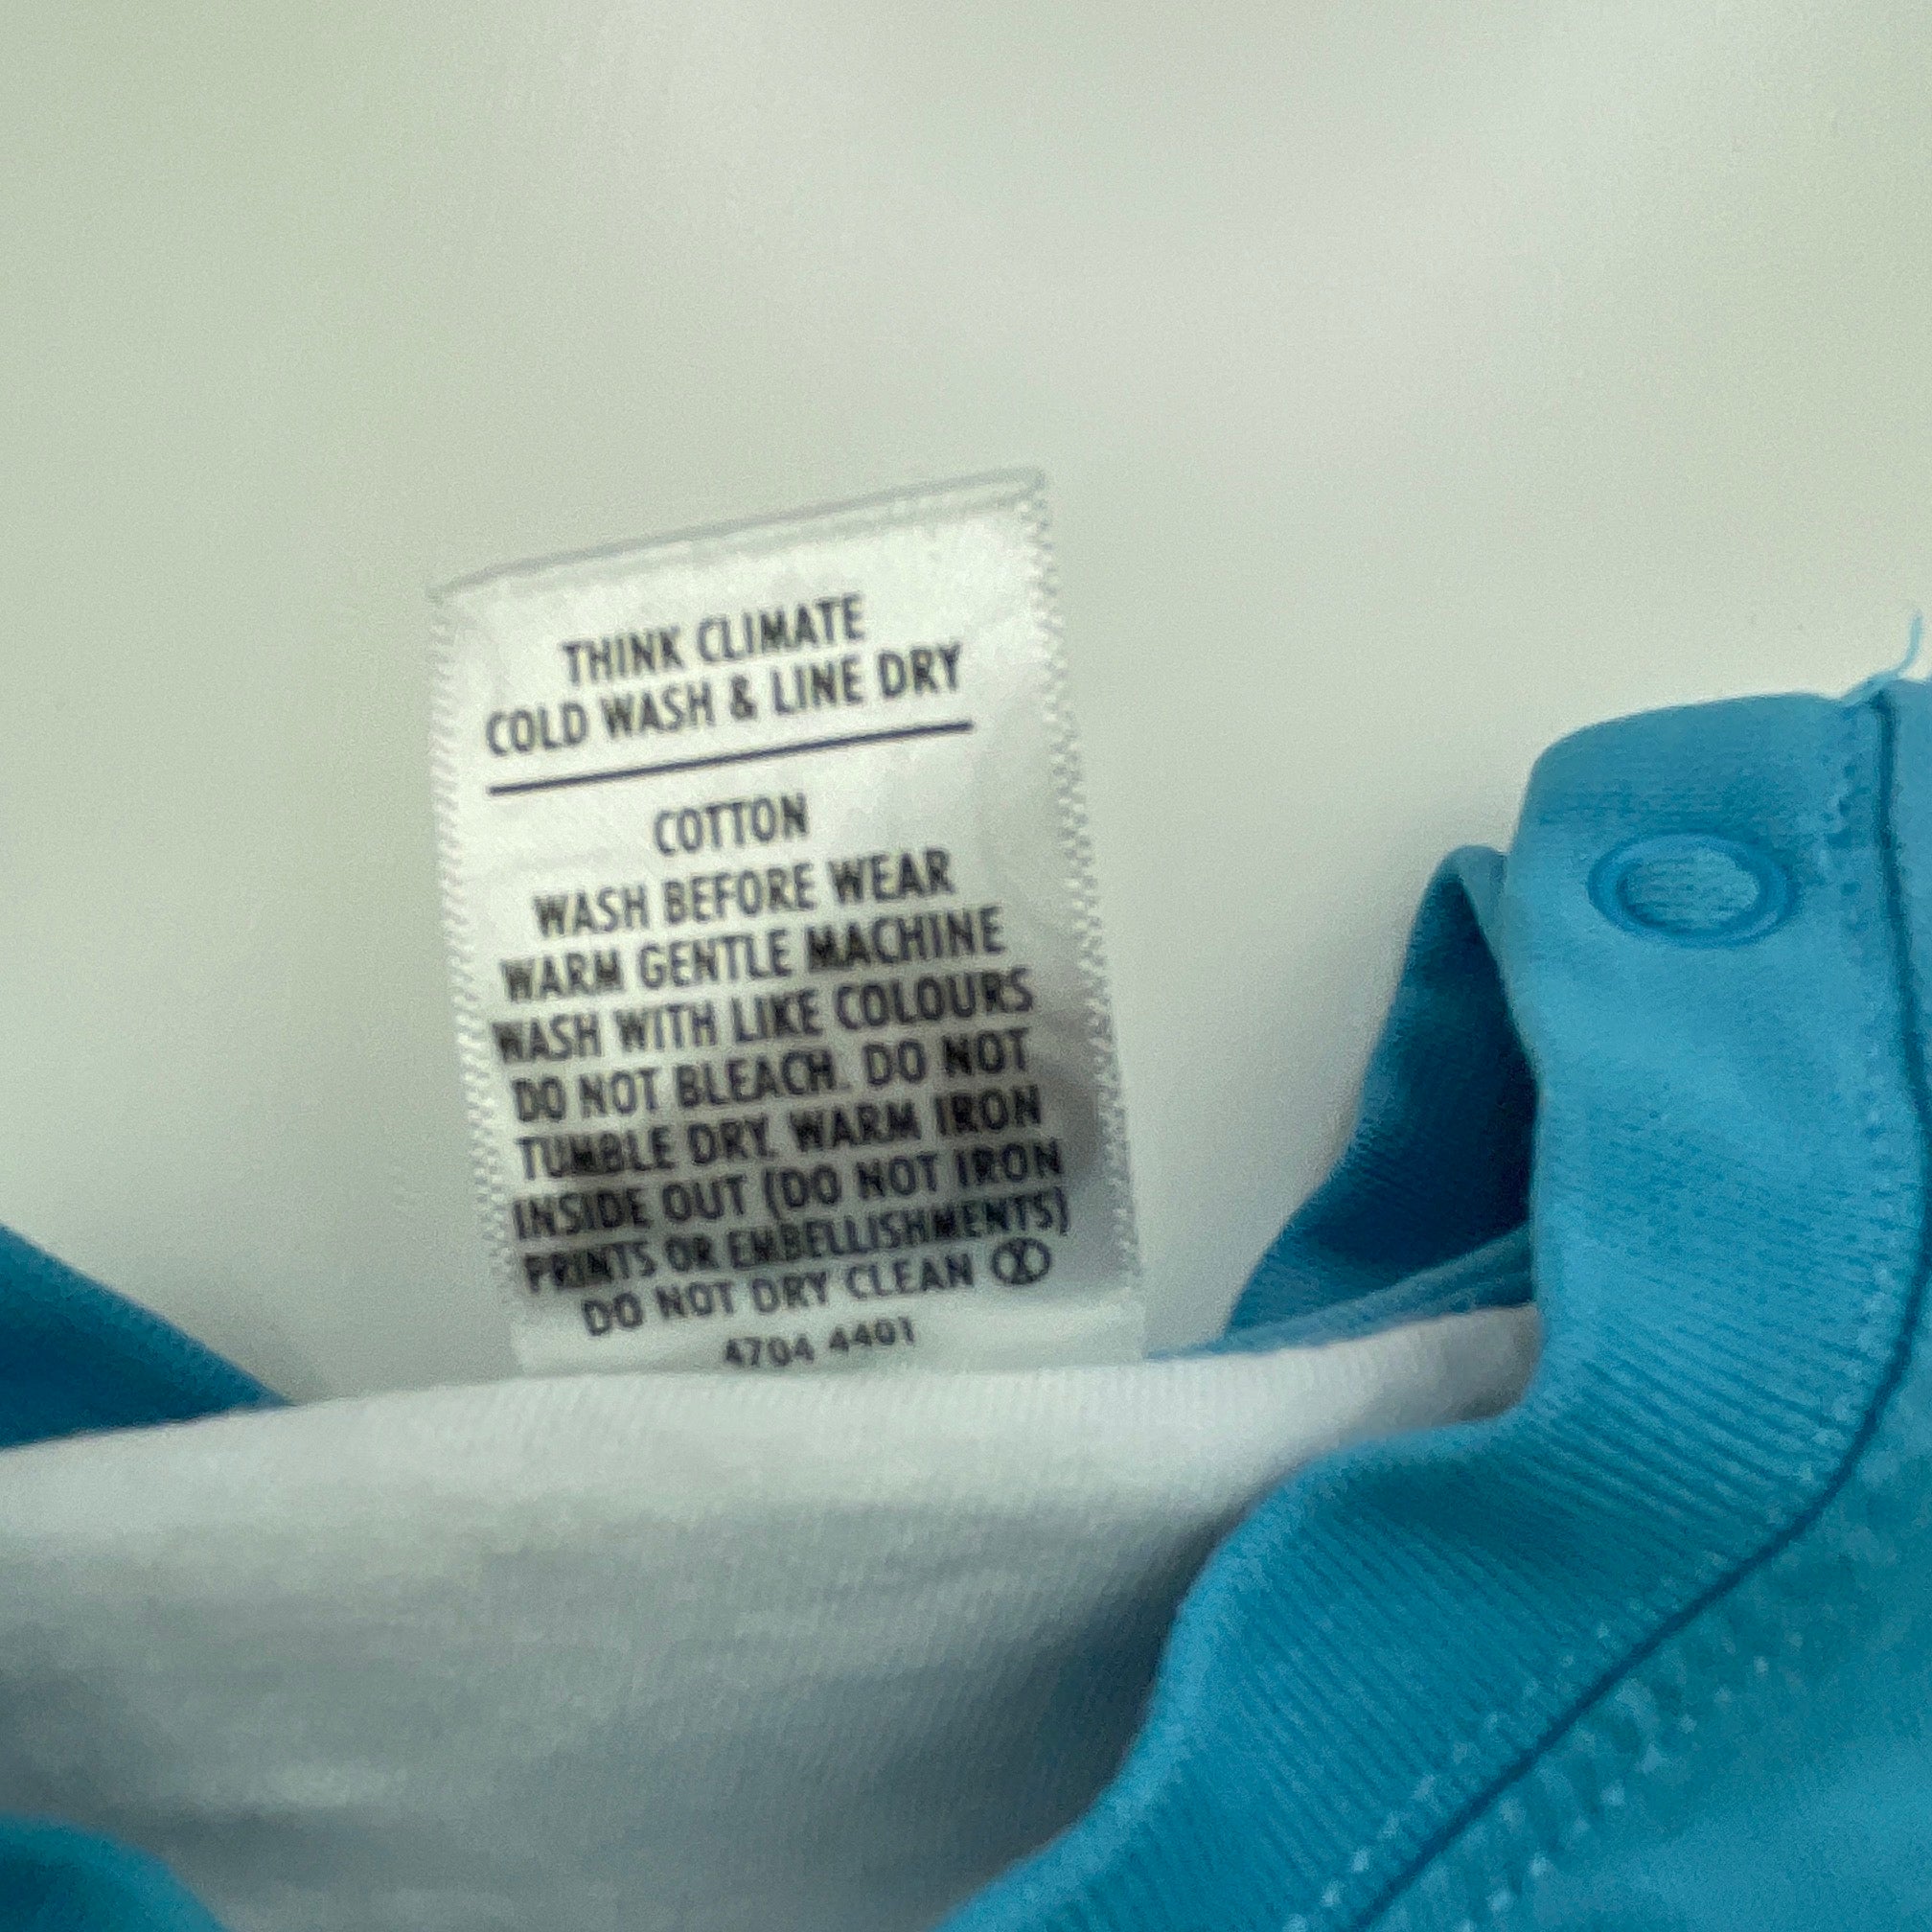 THINK CLIMATE
COLD WASH & LINE DRY
COTTON
WASH BEFORE WEAR
WARM GENTLE MACHINE
WASH WITH LIKE COLOURS
DO NOT BLEACH. DO NOT
TUMBLE DRY. WARM IRON
INSIDE OUT (DO NOT IRON
PRINTS OR EMBELLISHMENTS)
DO NOT DRY CLEAN
4704 4401